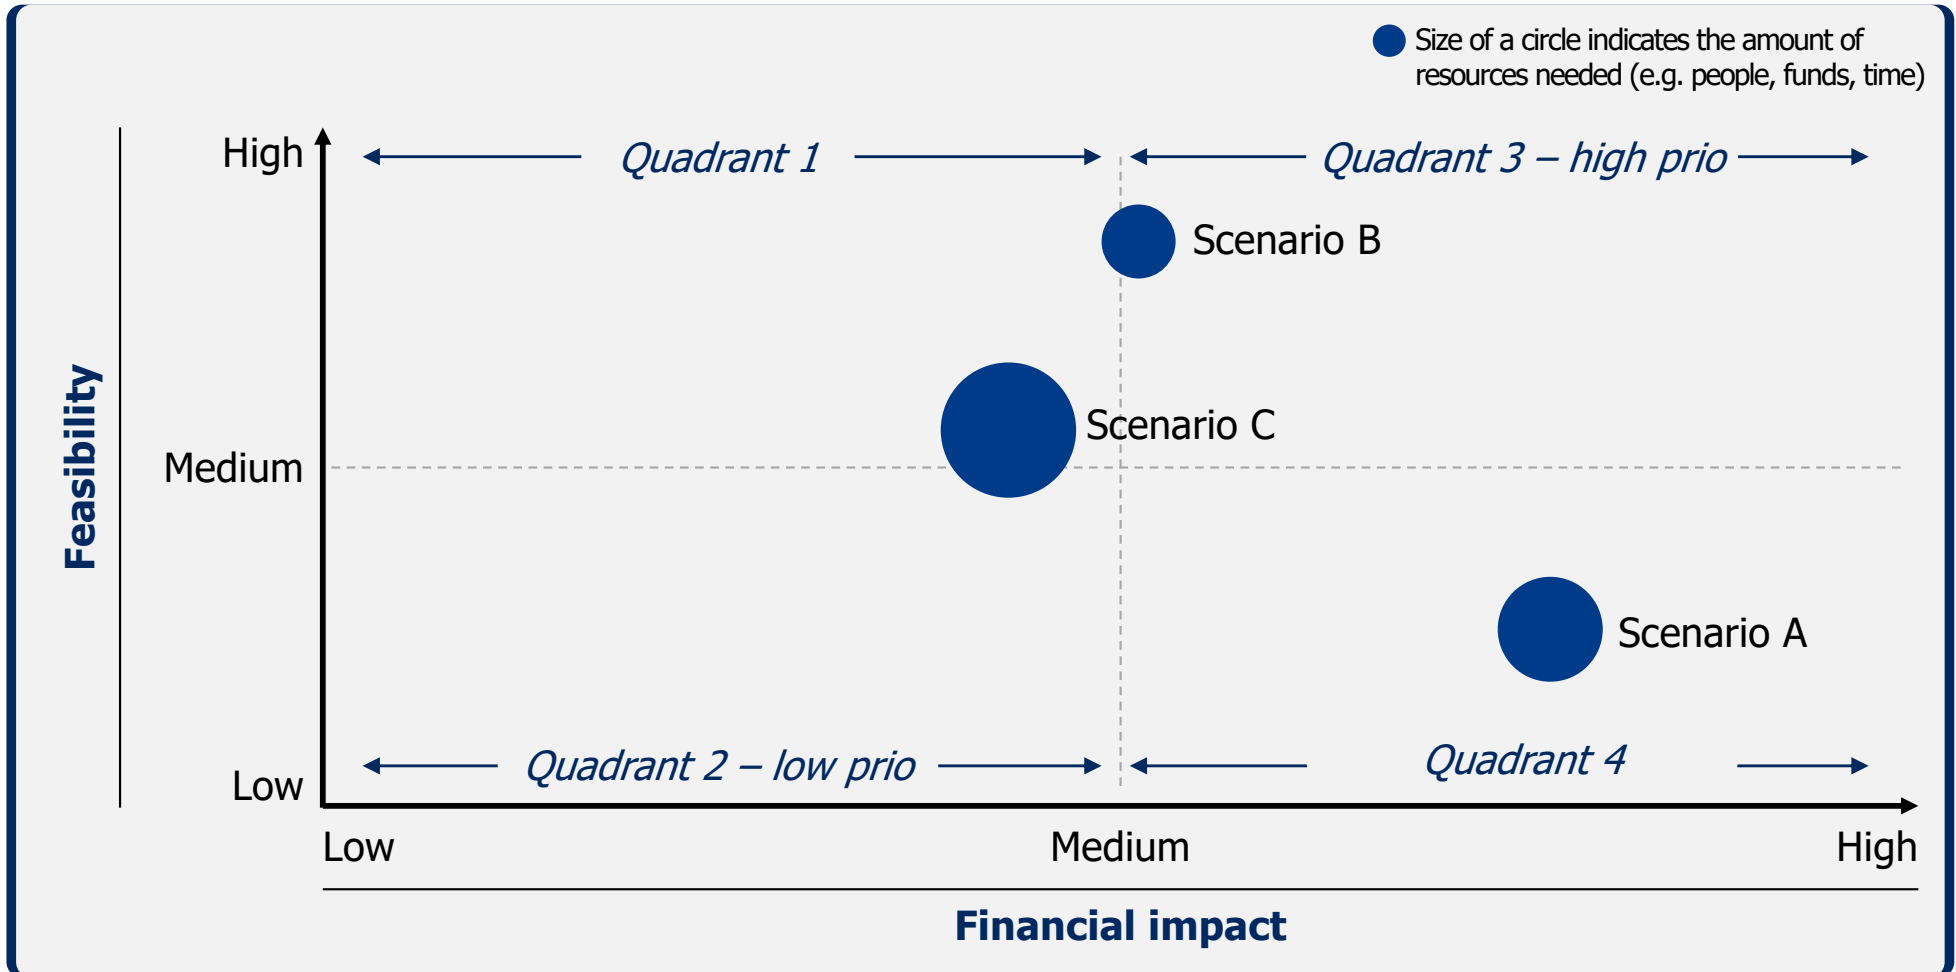 Size of a circle indicates the amount of
resources needed (e.g. people, funds, time)
High
Quadrant 1
Quadrant 3 – high prio
Scenario B
Scenario C
Feasibility
Medium
Scenario A
Quadrant 2 – low prio
Quadrant 4
Low
Low
Medium
High
Financial impact